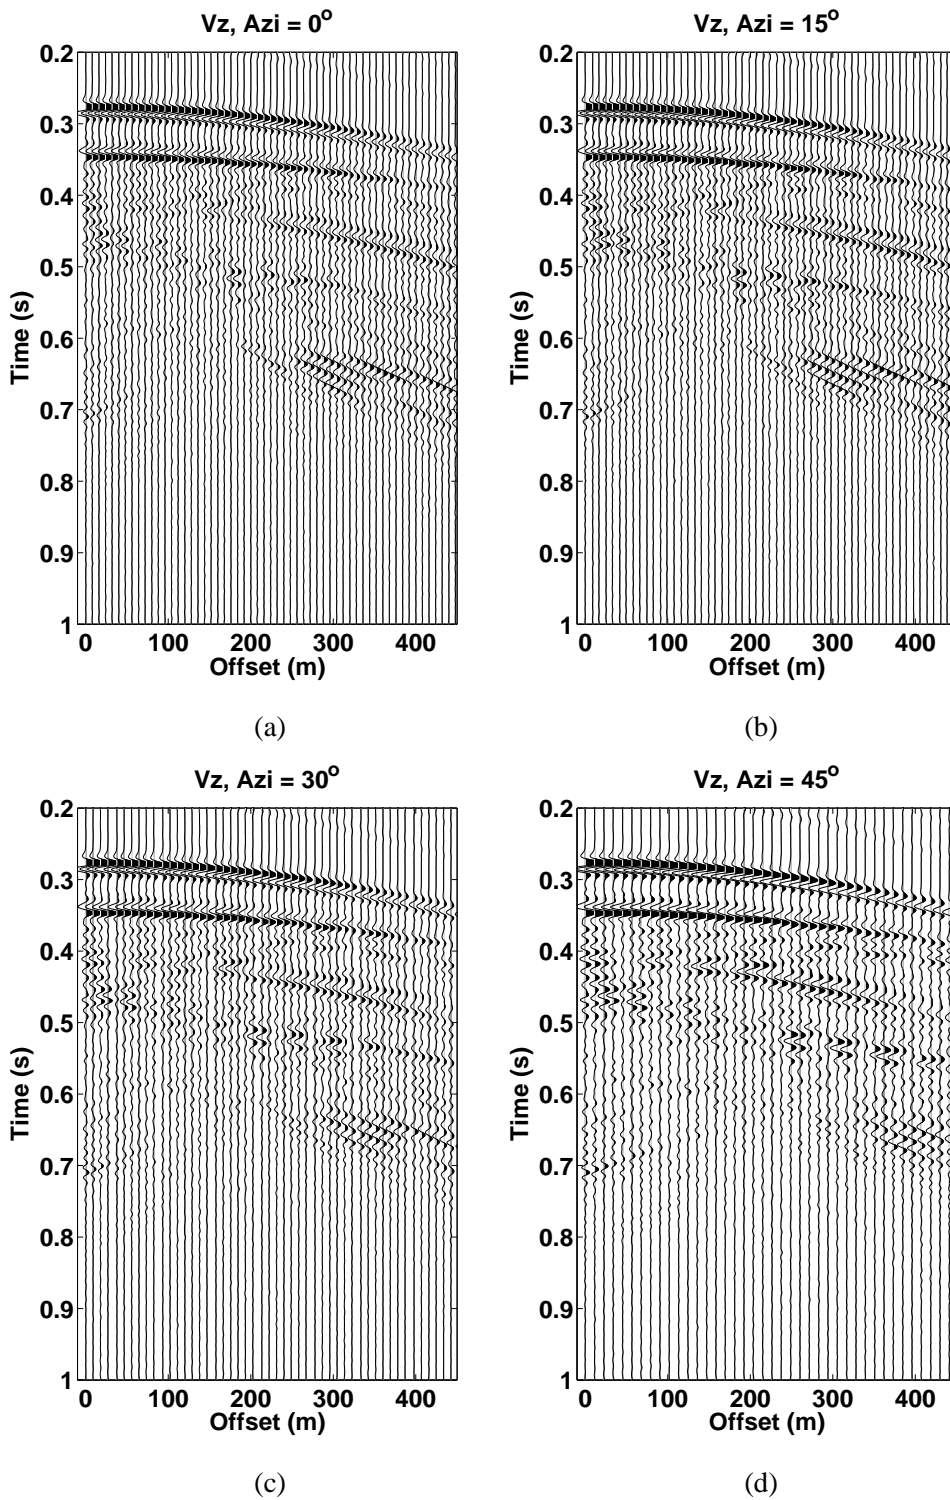 Vz, Azi = 0°
Vz, Azi = 15°
0.2
0.3
0.4
0.5
0.6
0.7
0.8
0.9
1
Time (s)
0 100 200 300 400
Offset (m)
0.2
0.3
0.4
0.5
0.6
0.7
0.8
0.9
1
Time (s)
0 100 200 300 400
Offset (m)
(a)
(b)
Vz, Azi = 30°
Vz, Azi = 45°
0.2
0.3
0.4
0.5
0.6
0.7
0.8
0.9
1
Time (s)
0 100 200 300 400
Offset (m)
0.2
0.3
0.4
0.5
0.6
0.7
0.8
0.9
1
Time (s)
0 100 200 300 400
Offset (m)
(c)
(d)